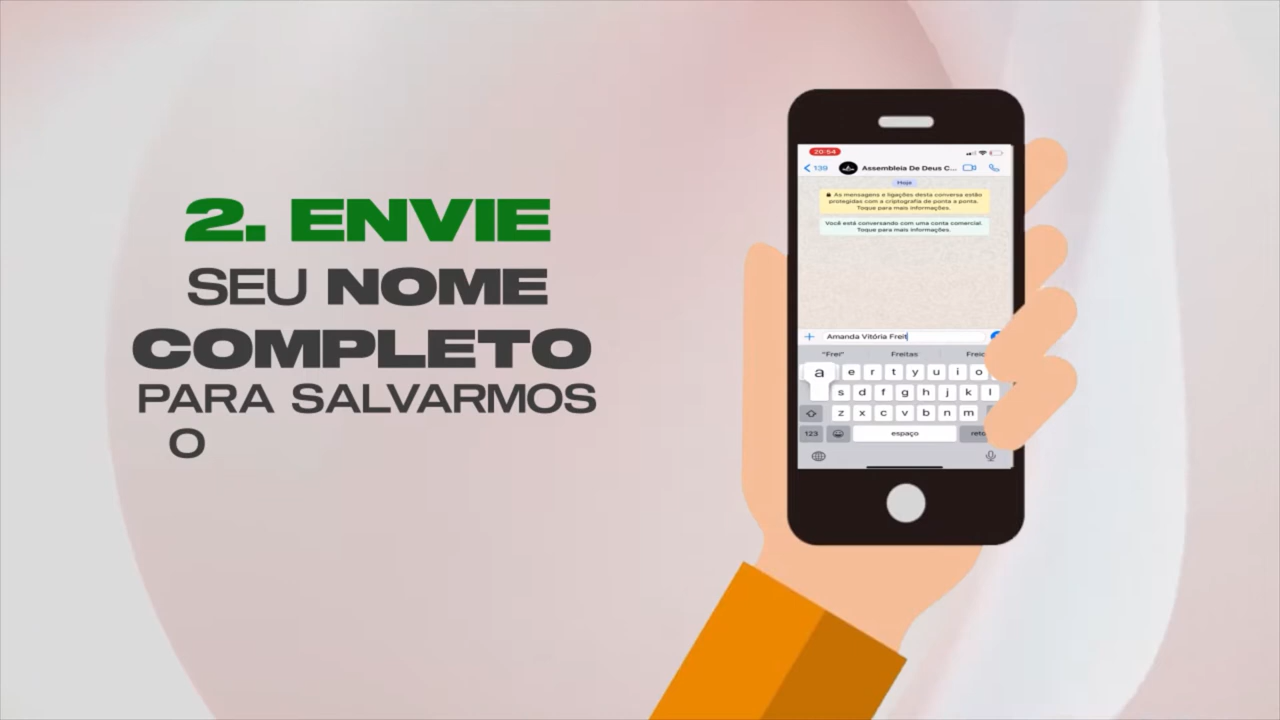 2. ENVIE
SEU NOME
COMPLETO
PARA SALVARMOS
O
20:54
139
Assembleia De Deus C...
Hoje
As mensagens e ligações desta conversa estão
protegidas com a criptografia de ponta a ponta.
Toque para mais informações.
Você está conversando com uma conta comercial.
Toque para mais informações.
Amanda Vitória Freit
"Frei" Freitas
a e r t y u i o
s d f g h j k l
z x c v b n m
123 espaço